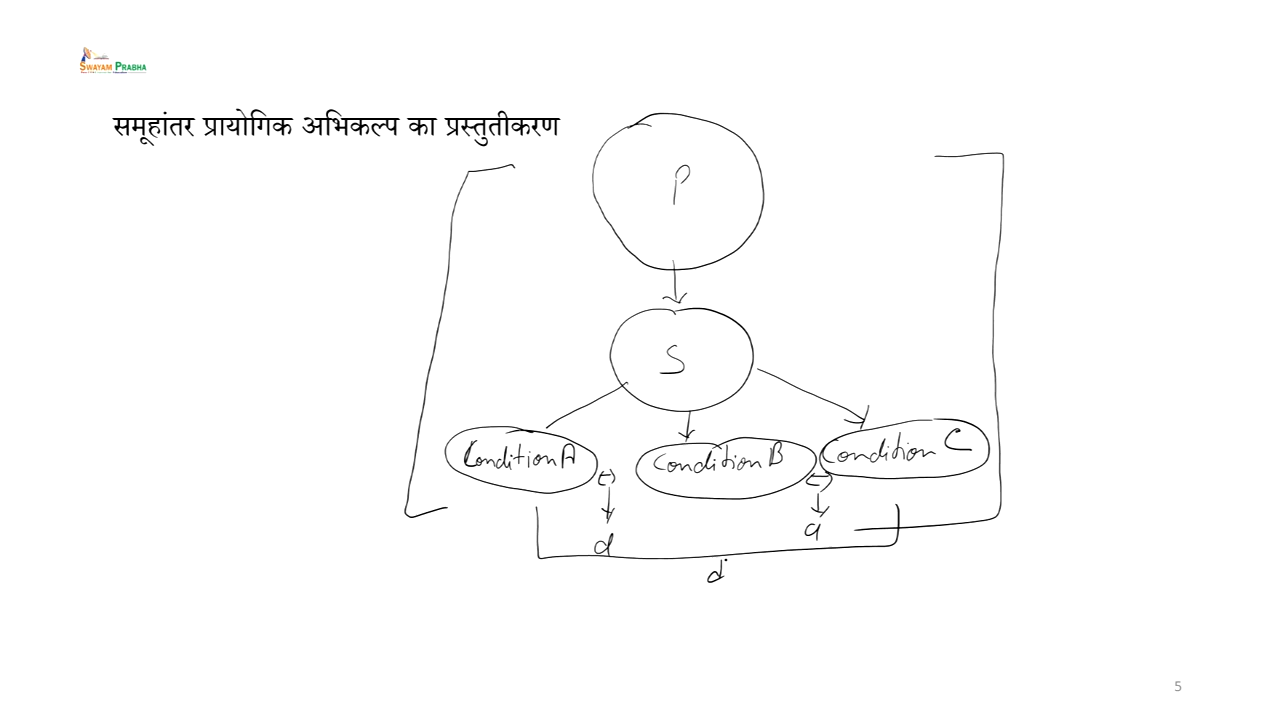 SWAYAM PRABHA
समूहांतर प्रायोगिक अभिकल्प का प्रस्तुतीकरण
P
S
Condition A
Condition B
Condition C
(-)
(-)
d
d
d
5